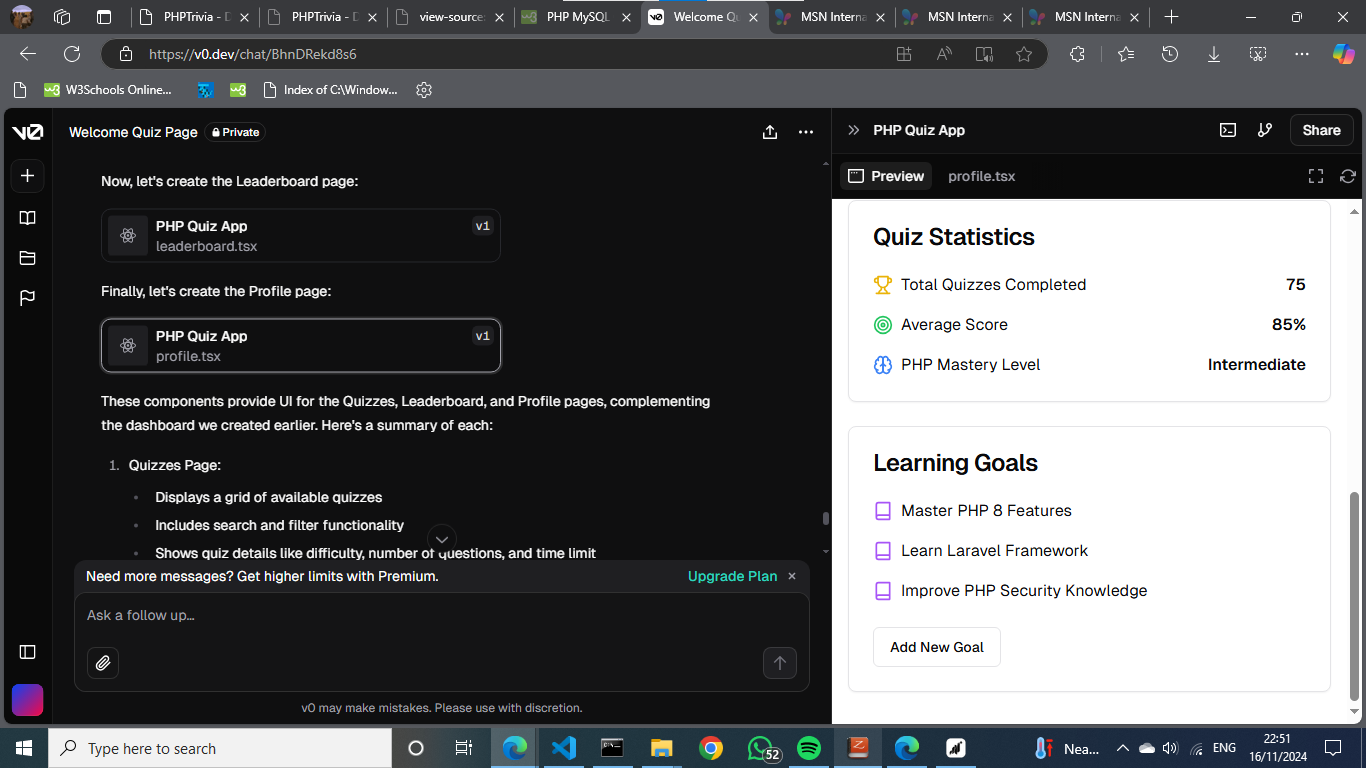 PHPTrivia - D
PHPTrivia - D
view-source:
PHP MySQL
Welcome Qu
MSN Interna
MSN Interna
MSN Interna
https://v0.dev/chat/BhnDRekd8s6
W3Schools Online...
Index of C:\Window...
Welcome Quiz Page
Private
Now, let's create the Leaderboard page:
PHP Quiz App
v1
leaderboard.tsx
Finally, let's create the Profile page:
PHP Quiz App
v1
profile.tsx
These components provide UI for the Quizzes, Leaderboard, and Profile pages, complementing
the dashboard we created earlier. Here's a summary of each:
1. Quizzes Page:
Displays a grid of available quizzes
Includes search and filter functionality
Shows quiz details like difficulty, number of questions, and time limit
Need more messages? Get higher limits with Premium.
Upgrade Plan
Ask a follow up...
v0 may make mistakes. Please use with discretion.
PHP Quiz App
Share
Preview
profile.tsx
Quiz Statistics
Total Quizzes Completed 75
Average Score 85%
PHP Mastery Level Intermediate
Learning Goals
Master PHP 8 Features
Learn Laravel Framework
Improve PHP Security Knowledge
Add New Goal
Type here to search
52
Nea...
ENG
22:51
16/11/2024